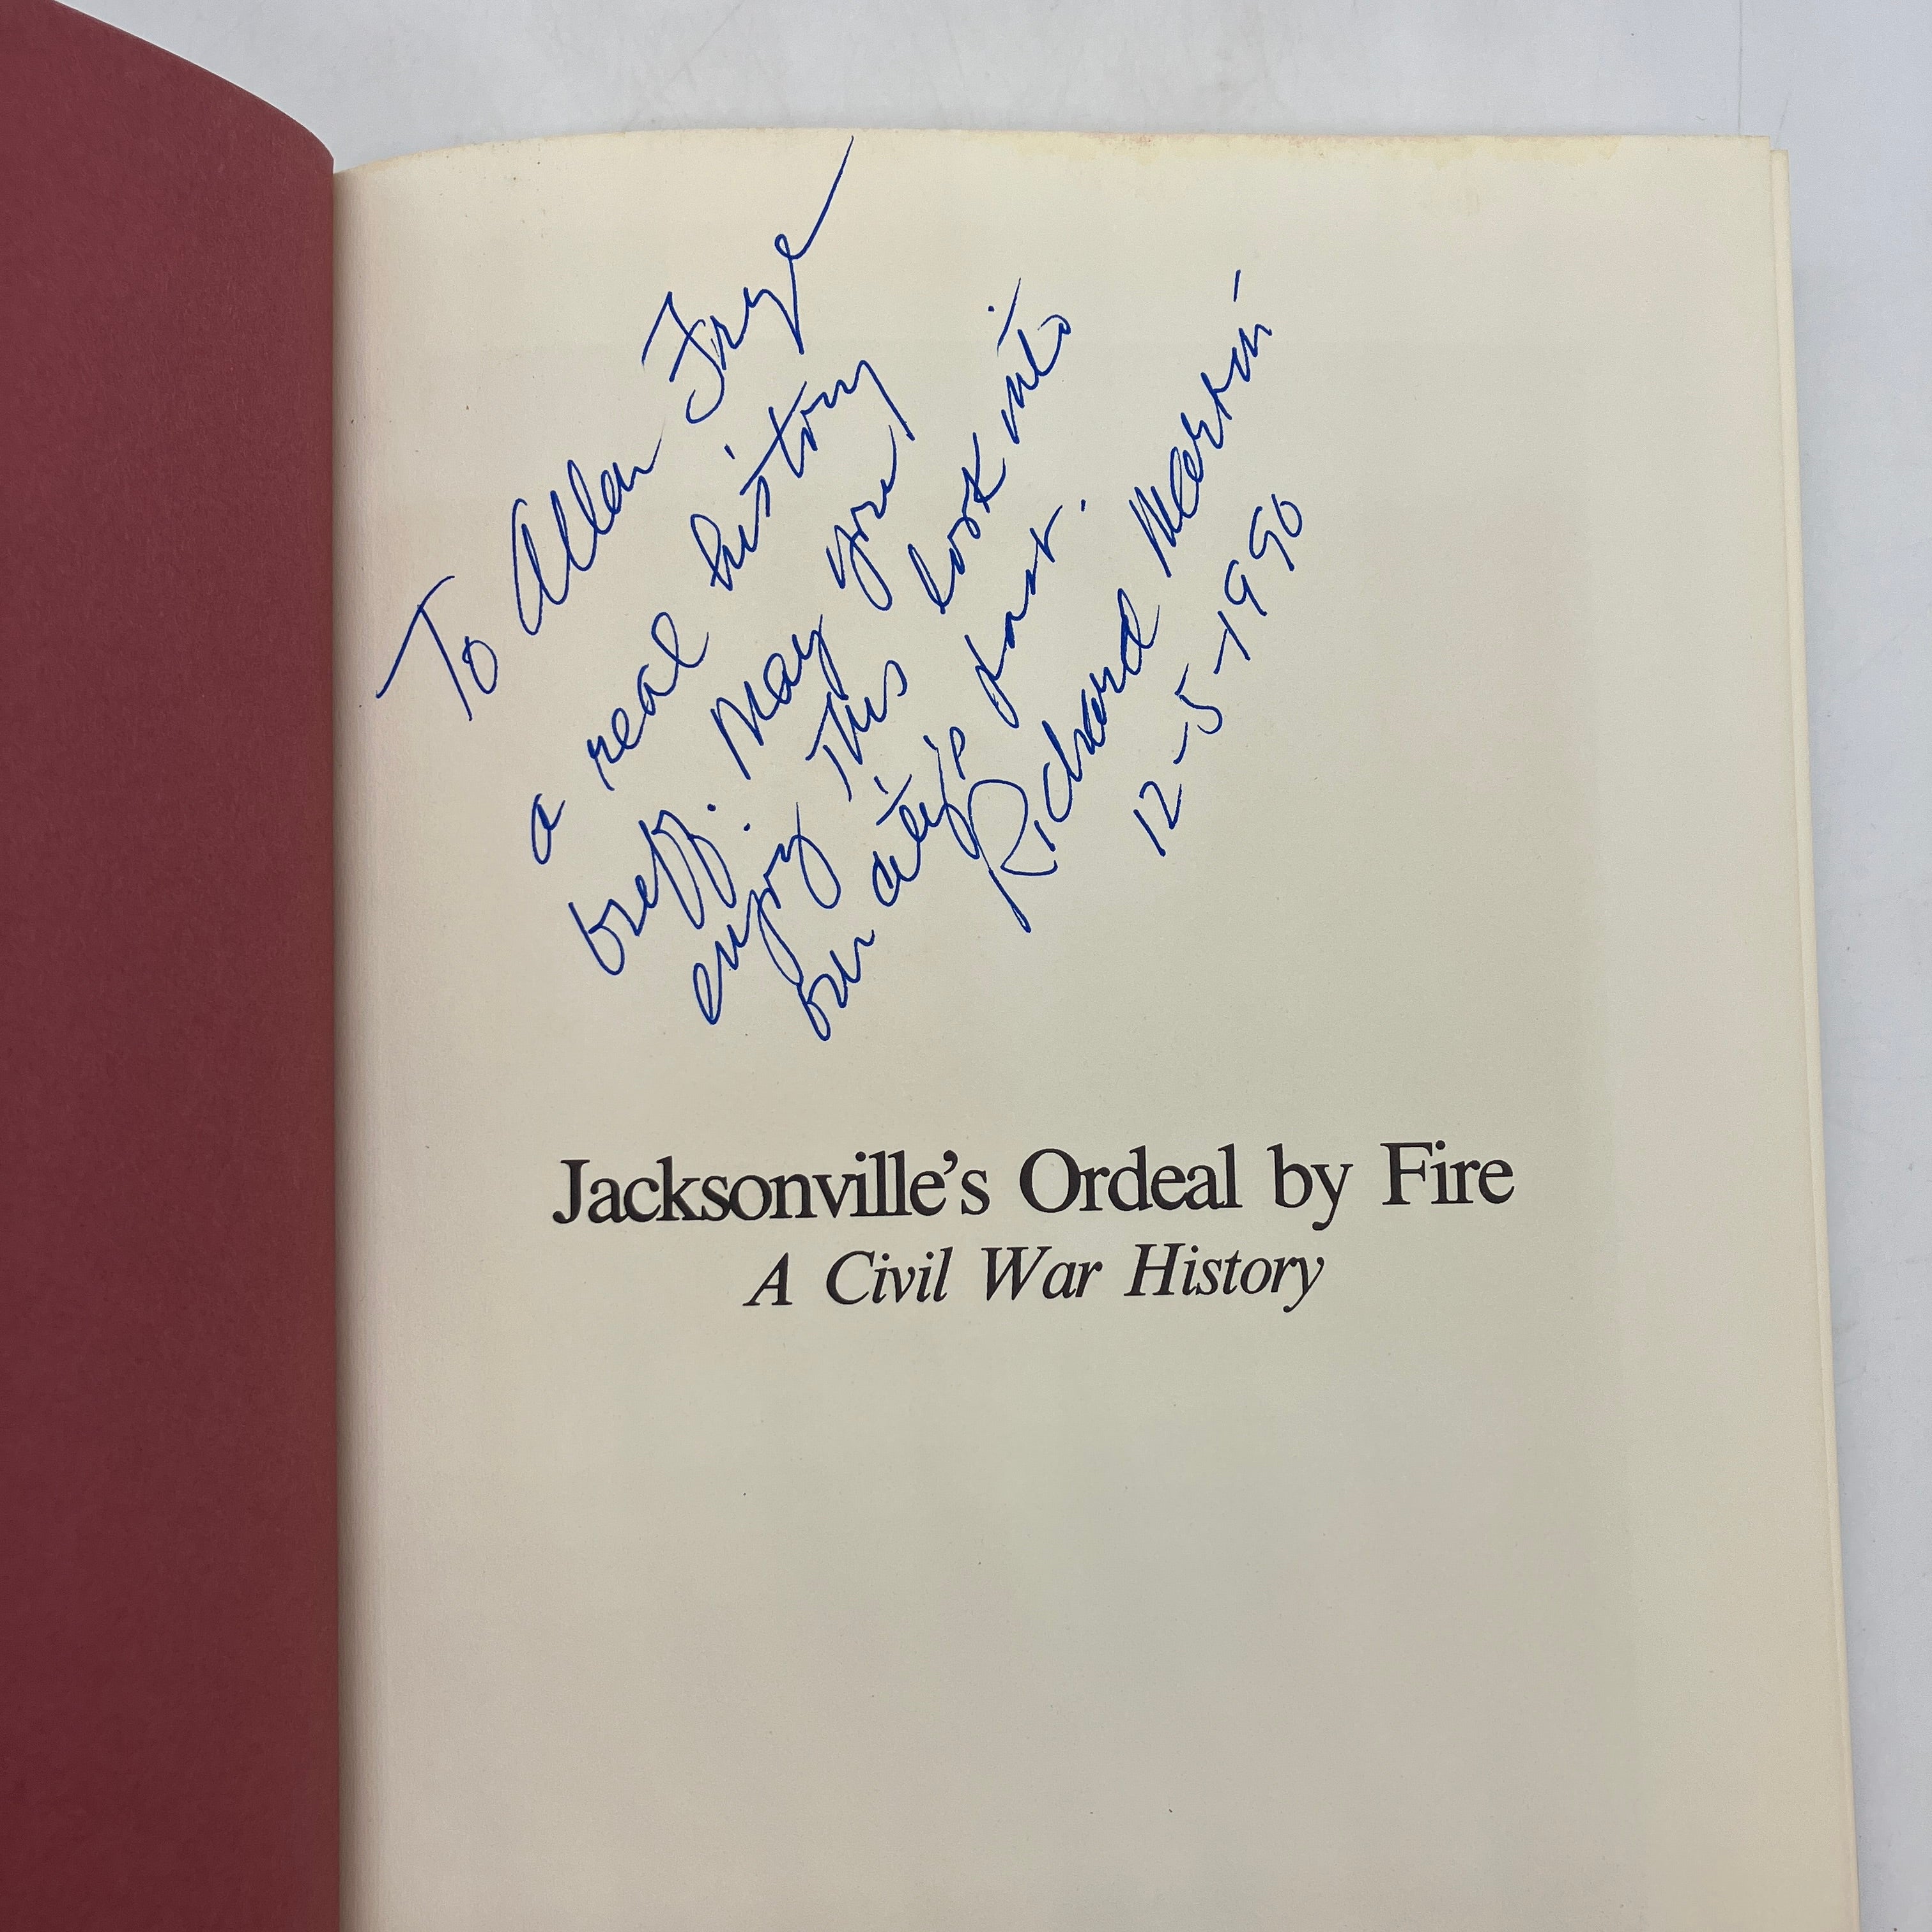 To Allan Frye
a real history
buff. May you
enjoy this look into
our city's past.
Richard Martin
12-5-1990
Jacksonville's Ordeal by Fire
A Civil War History